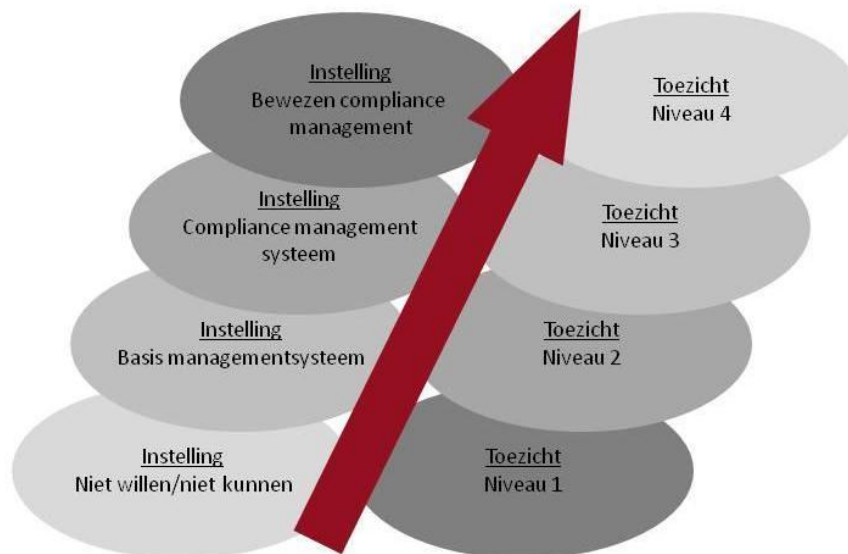 Instelling
Bewezen compliance
management
Toezicht
Niveau 4
Instelling
Compliance management
systeem
Toezicht
Niveau 3
Instelling
Basis managementsysteem
Toezicht
Niveau 2
Instelling
Niet willen/niet kunnen
Toezicht
Niveau 1